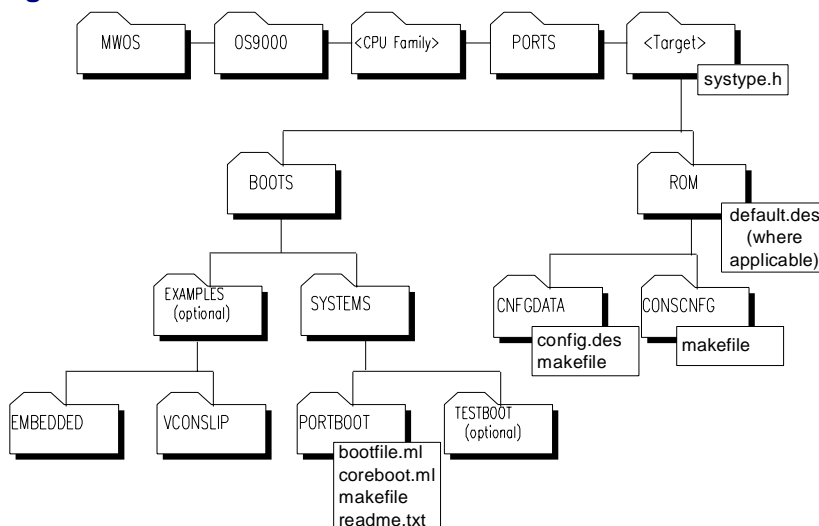 MWOS
OS9000
<CPU Family>
PORTS
<Target>
systype.h
BOOTS
ROM
default.des
(where
applicable)
EXAMPLES
(optional)
SYSTEMS
CNFGDATA
CONSCNFG
config.des
makefile
makefile
EMBEDDED
VCONSLIP
PORTBOOT
TESTBOOT
(optional)
bootfile.ml
coreboot.ml
makefile
readme.txt